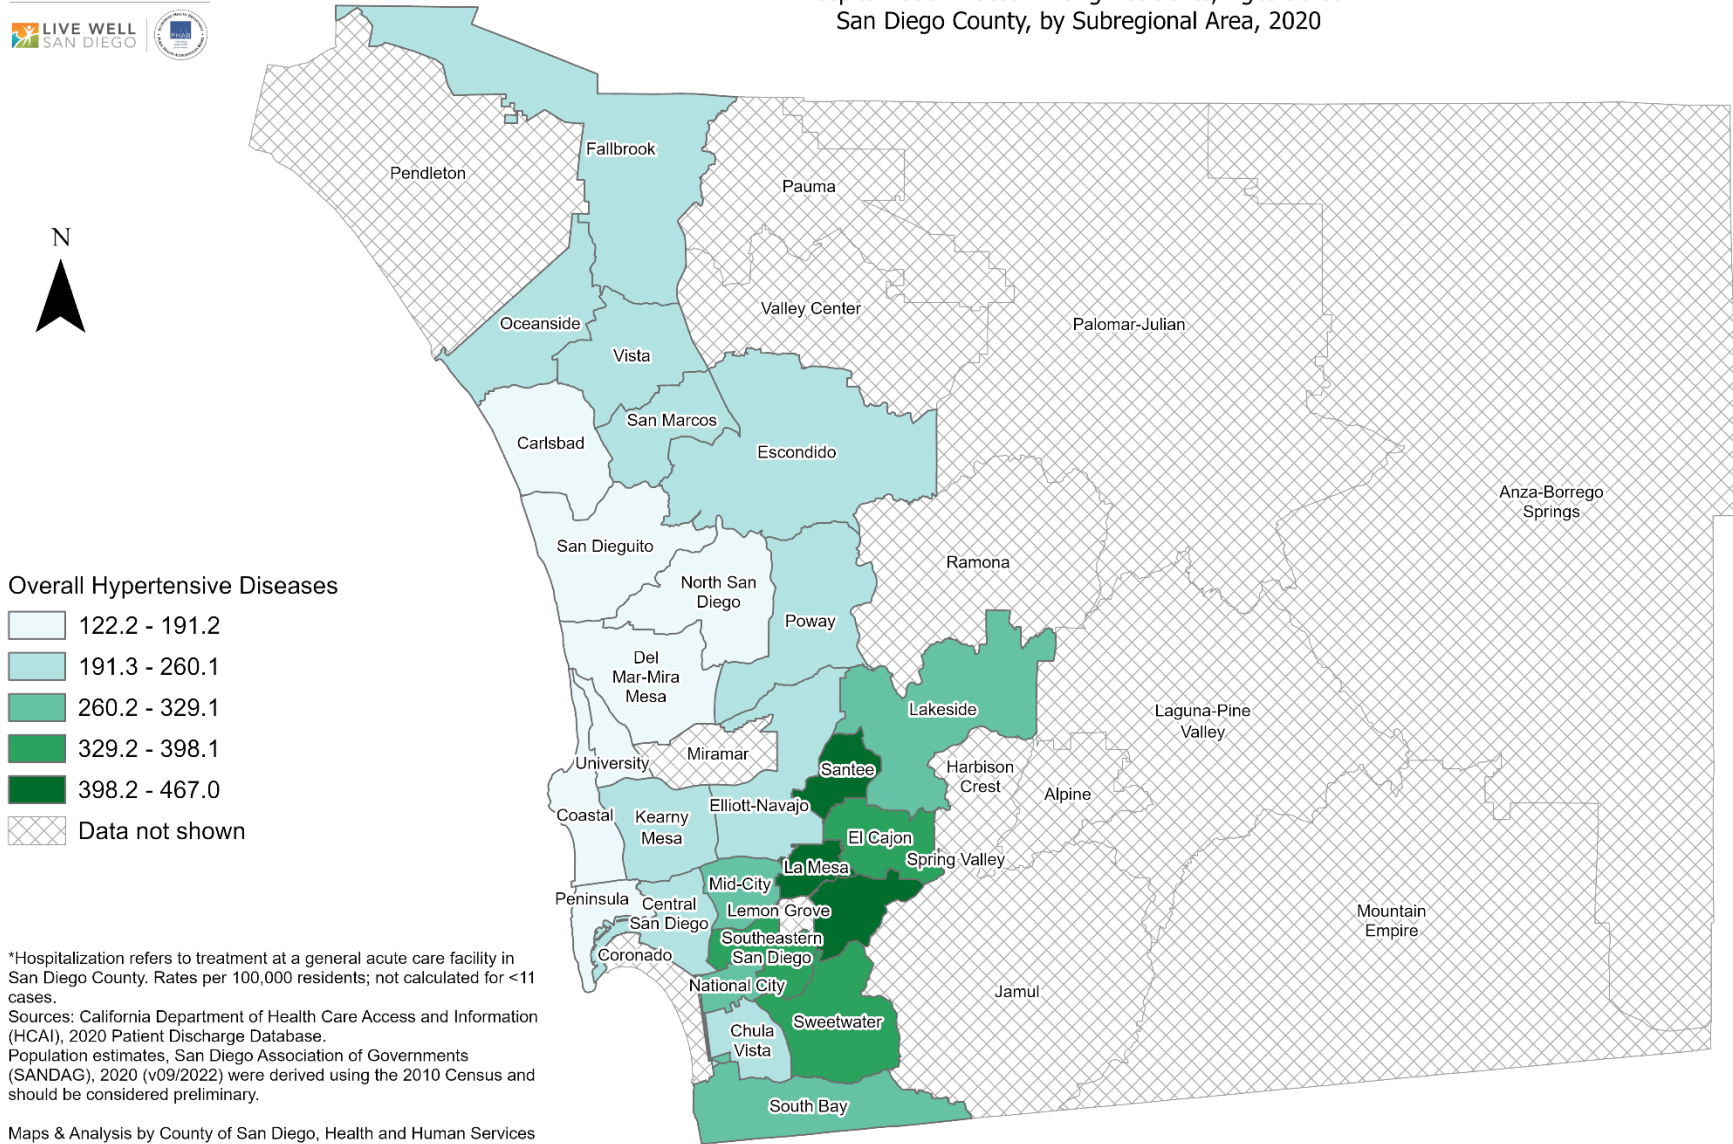 LIVE WELL
SAN DIEGO
PHAB
San Diego County, by Subregional Area, 2020
N
Fallbrook
Pendleton
Pauma
Valley Center
Oceanside
Palomar-Julian
Vista
San Marcos
Carlsbad
Escondido
Anza-Borrego
Springs
San Dieguito
Ramona
North San
Diego
Poway
Del
Mar-Mira
Mesa
Lakeside
Laguna-Pine
Valley
Miramar
University
Santee
Harbison
Crest
Alpine
Elliott-Navajo
Coastal
Kearny
Mesa
El Cajon
Spring Valley
La Mesa
Mid-City
Peninsula
Central
San Diego
Lemon Grove
Mountain
Empire
Southeastern
San Diego
Coronado
National City
Jamul
Sweetwater
Chula
Vista
South Bay
Overall Hypertensive Diseases
122.2 - 191.2
191.3 - 260.1
260.2 - 329.1
329.2 - 398.1
398.2 - 467.0
Data not shown
*Hospitalization refers to treatment at a general acute care facility in
San Diego County. Rates per 100,000 residents; not calculated for <11
cases.
Sources: California Department of Health Care Access and Information
(HCAI), 2020 Patient Discharge Database.
Population estimates, San Diego Association of Governments
(SANDAG), 2020 (v09/2022) were derived using the 2010 Census and
should be considered preliminary.
Maps & Analysis by County of San Diego, Health and Human Services